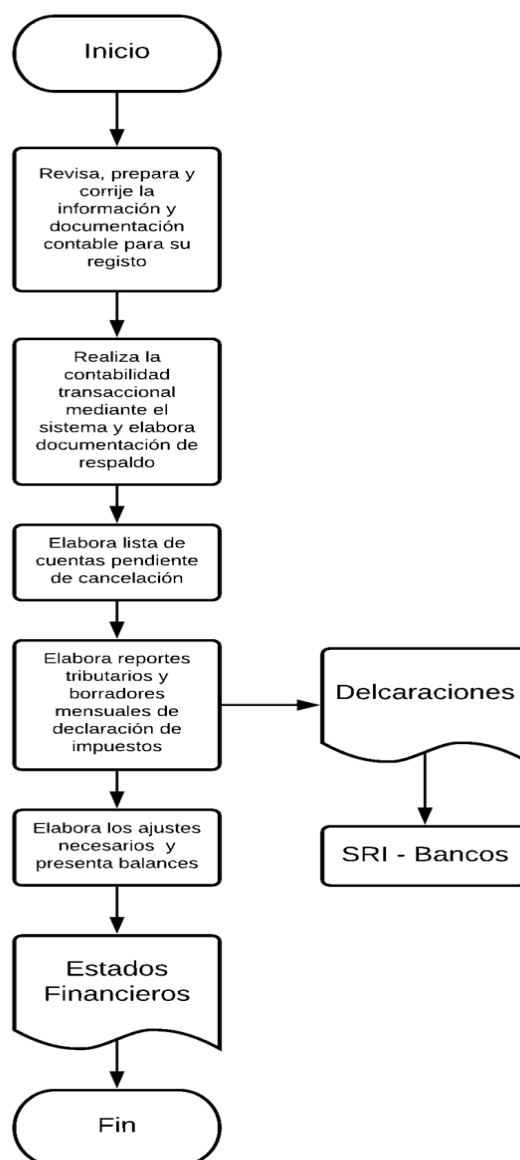 Inicio
Revisa, prepara y
corrije la
información y
documentación
contable para su
registo
Realiza la
contabilidad
transaccional
mediante el
sistema y elabora
documentación de
respaldo
Elabora lista de
cuentas pendiente
de cancelación
Elabora reportes
tributarios y
borradores
mensuales de
declaración de
impuestos
Delcaraciones
SRI - Bancos
Elabora los ajustes
necesarios y
presenta balances
Estados
Financieros
Fin